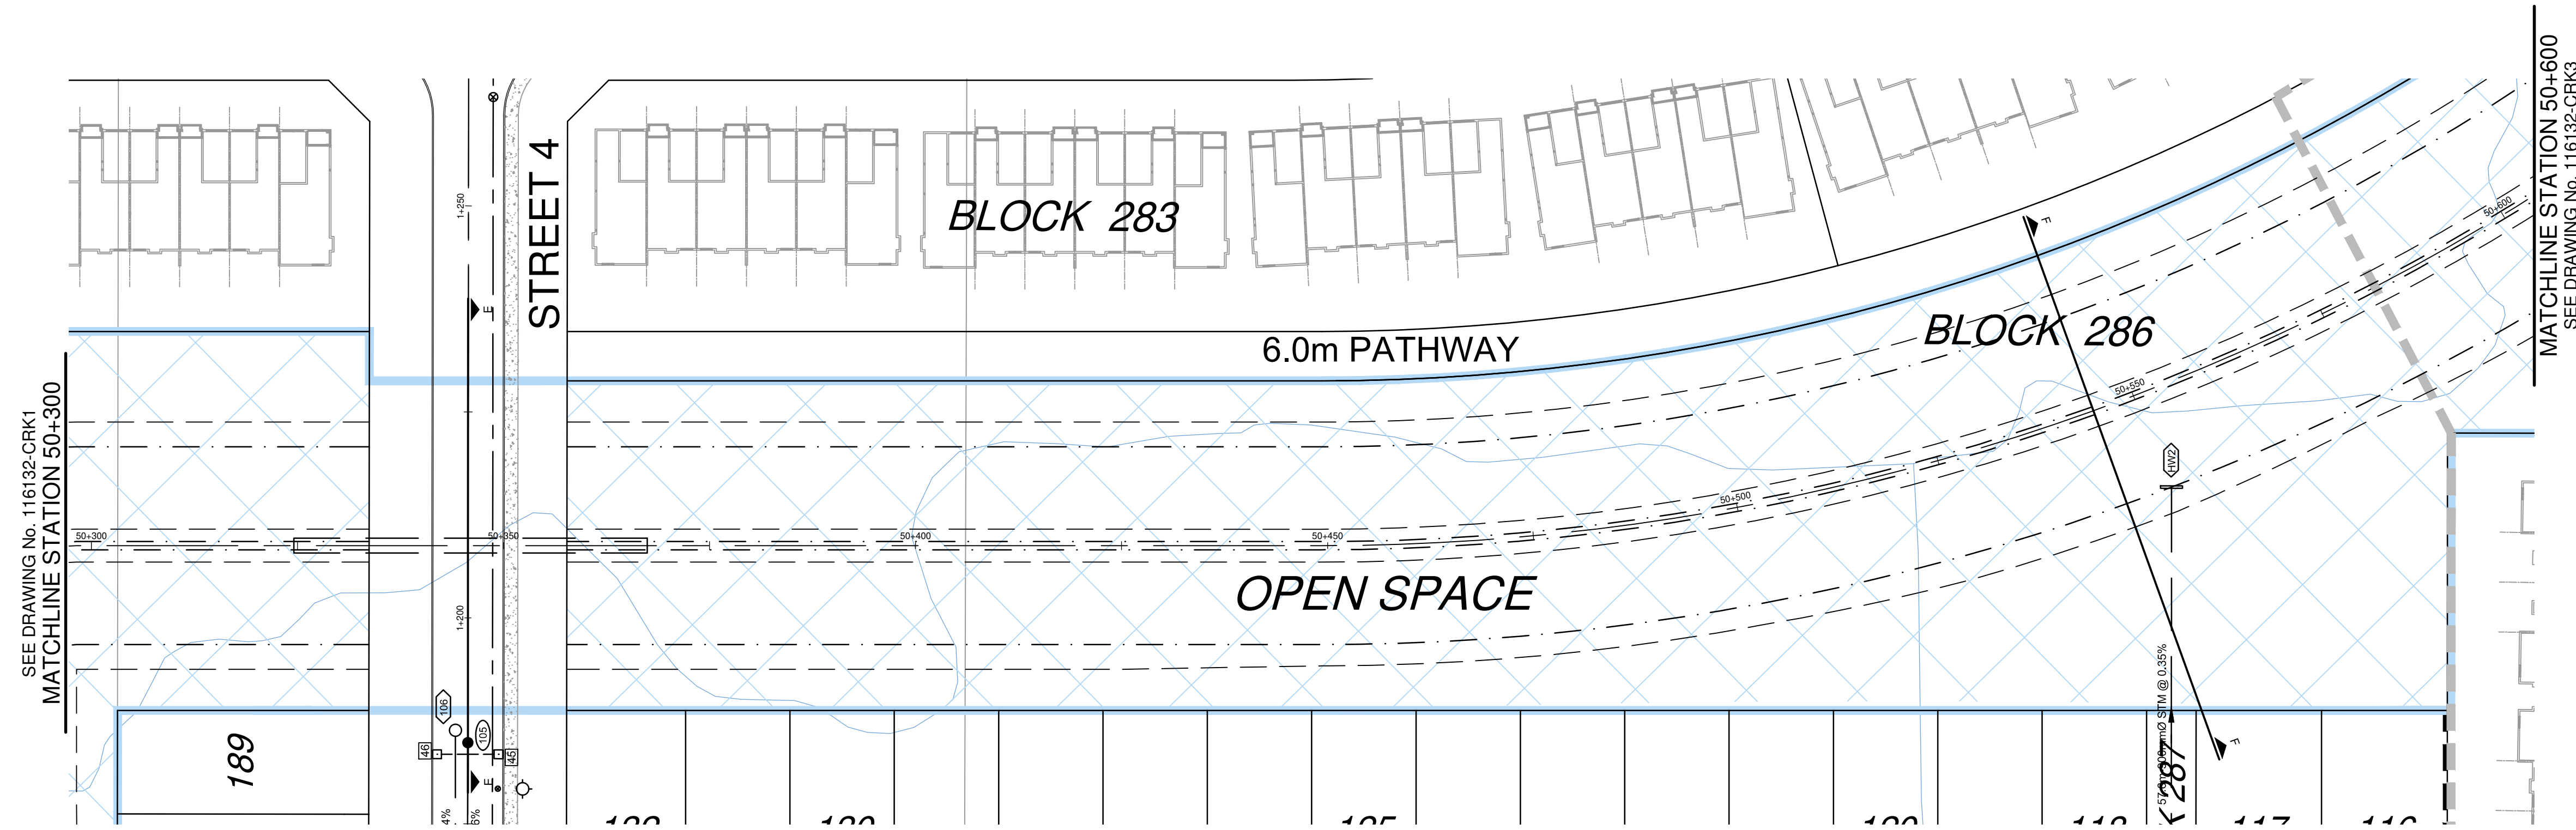 SEE DRAWING No. 116132-CRK1
MATCHLINE STATION 50+300
MATCHLINE STATION 50+600
SEE DRAWING No. 116132-CRK3
STREET 4
BLOCK 283
6.0m PATHWAY
BLOCK 286
OPEN SPACE
1+250
1+200
E
E
F
F
50+300
50+350
50+400
50+450
50+500
50+550
50+600
HW2
106
105
46
45
189
4%
6%
STM @ 0.35%
287
117
116